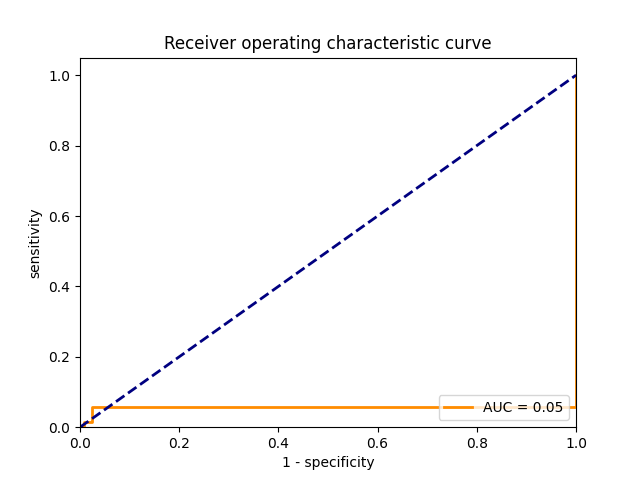 Receiver operating characteristic curve
1.0
0.8
0.6
0.4
0.2
0.0
sensitivity
AUC = 0.05
0.0 0.2 0.4 0.6 0.8 1.0
1 - specificity